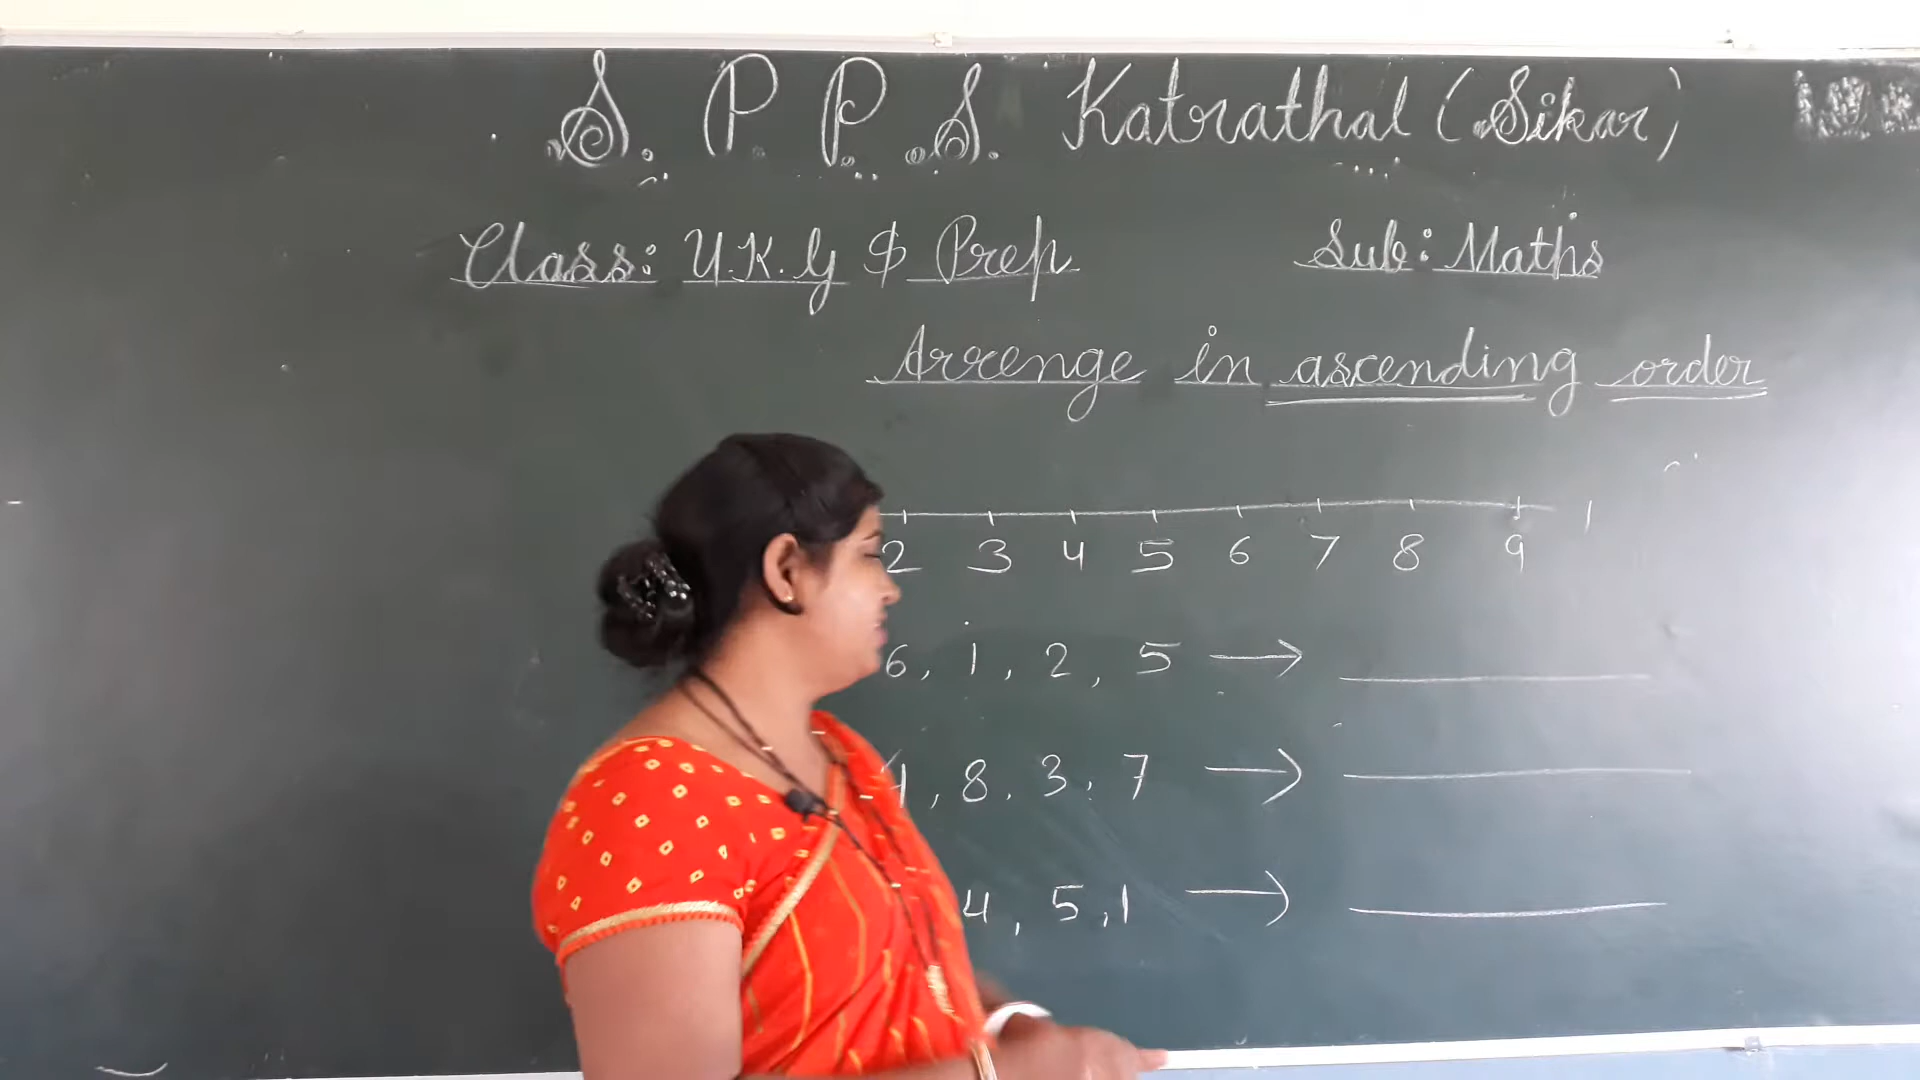 S. P. P. S. Katrathal (Sikar)
Class: U.K.G & Prep Sub: Maths
Arrenge in ascending order
2 3 4 5 6 7 8 9
6, 1, 2, 5 →
4, 8, 3, 7 →
4, 5, 1 →